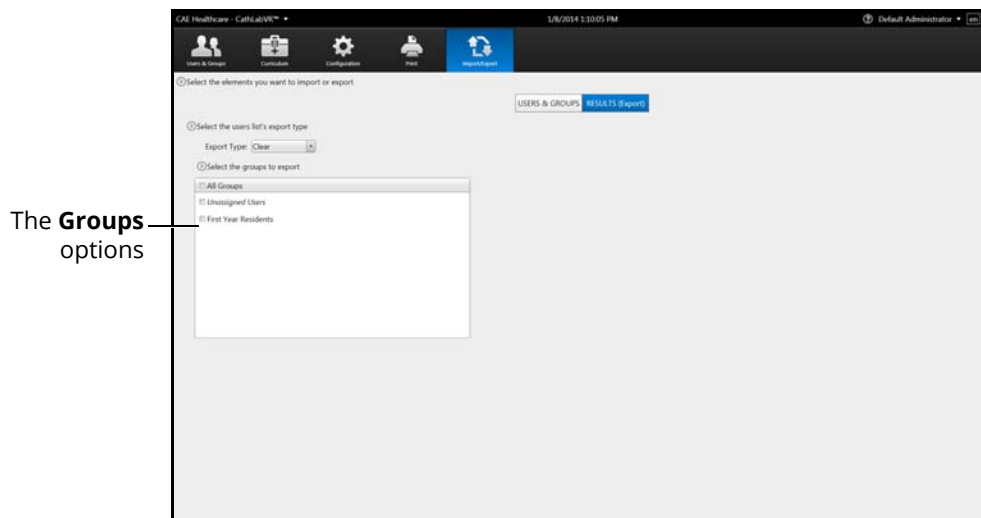 CAE Healthcare - CathLabVR™
1/8/2014 1:10:05 PM
Default Administrator
en
Users & Groups
Curriculum
Configuration
Print
Import/Export
Select the elements you want to import or export
USERS & GROUPS
RESULTS (Export)
Select the users list's export type
Export Type: Clear
Select the groups to export
All Groups
Unassigned Users
First Year Residents
The Groups
options